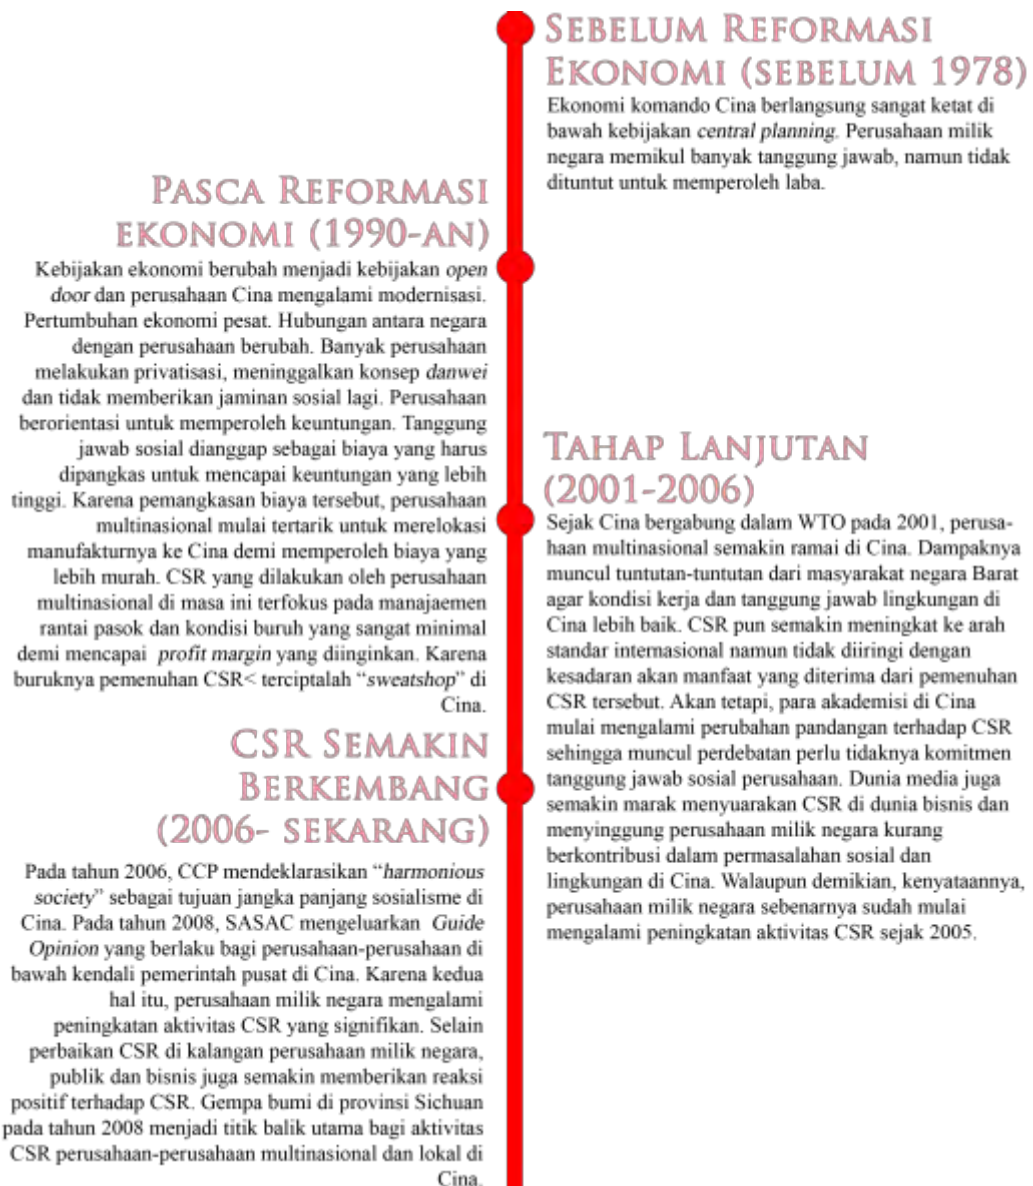 SEBELUM REFORMASI
EKONOMI (SEBELUM 1978)
Ekonomi komando Cina berlangsung sangat ketat di
bawah kebijakan central planning. Perusahaan milik
negara memikul banyak tanggung jawab, namun tidak
dituntut untuk memperoleh laba.
PASCA REFORMASI
EKONOMI (1990-AN)
Kebijakan ekonomi berubah menjadi kebijakan open
door dan perusahaan Cina mengalami modernisasi.
Pertumbuhan ekonomi pesat. Hubungan antara negara
dengan perusahaan berubah. Banyak perusahaan
melakukan privatisasi, meninggalkan konsep danwei
dan tidak memberikan jaminan sosial lagi. Perusahaan
berorientasi untuk memperoleh keuntungan. Tanggung
jawab sosial dianggap sebagai biaya yang harus
dipangkas untuk mencapai keuntungan yang lebih
tinggi. Karena pemangkasan biaya tersebut, perusahaan
multinasional mulai tertarik untuk merelokasi
manufakturnya ke Cina demi memperoleh biaya yang
lebih murah. CSR yang dilakukan oleh perusahaan
multinasional di masa ini terfokus pada manajaemen
rantai pasok dan kondisi buruh yang sangat minimal
demi mencapai profit margin yang diinginkan. Karena
buruknya pemenuhan CSR< terciptalah “sweatshop” di
Cina.
TAHAP LANJUTAN
(2001-2006)
Sejak Cina bergabung dalam WTO pada 2001, perusa-
haan multinasional semakin ramai di Cina. Dampaknya
muncul tuntutan-tuntutan dari masyarakat negara Barat
agar kondisi kerja dan tanggung jawab lingkungan di
Cina lebih baik. CSR pun semakin meningkat ke arah
standar internasional namun tidak diiringi dengan
kesadaran akan manfaat yang diterima dari pemenuhan
CSR tersebut. Akan tetapi, para akademisi di Cina
mulai mengalami perubahan pandangan terhadap CSR
sehingga muncul perdebatan perlu tidaknya komitmen
tanggung jawab sosial perusahaan. Dunia media juga
semakin marak menyuarakan CSR di dunia bisnis dan
menyinggung perusahaan milik negara kurang
berkontribusi dalam permasalahan sosial dan
lingkungan di Cina. Walaupun demikian, kenyataannya,
perusahaan milik negara sebenarnya sudah mulai
mengalami peningkatan aktivitas CSR sejak 2005.
CSR SEMAKIN
BERKEMBANG
(2006- SEKARANG)
Pada tahun 2006, CCP mendeklarasikan “harmonious
society” sebagai tujuan jangka panjang sosialisme di
Cina. Pada tahun 2008, SASAC mengeluarkan Guide
Opinion yang berlaku bagi perusahaan-perusahaan di
bawah kendali pemerintah pusat di Cina. Karena kedua
hal itu, perusahaan milik negara mengalami
peningkatan aktivitas CSR yang signifikan. Selain
perbaikan CSR di kalangan perusahaan milik negara,
publik dan bisnis juga semakin memberikan reaksi
positif terhadap CSR. Gempa bumi di provinsi Sichuan
pada tahun 2008 menjadi titik balik utama bagi aktivitas
CSR perusahaan-perusahaan multinasional dan lokal di
Cina.